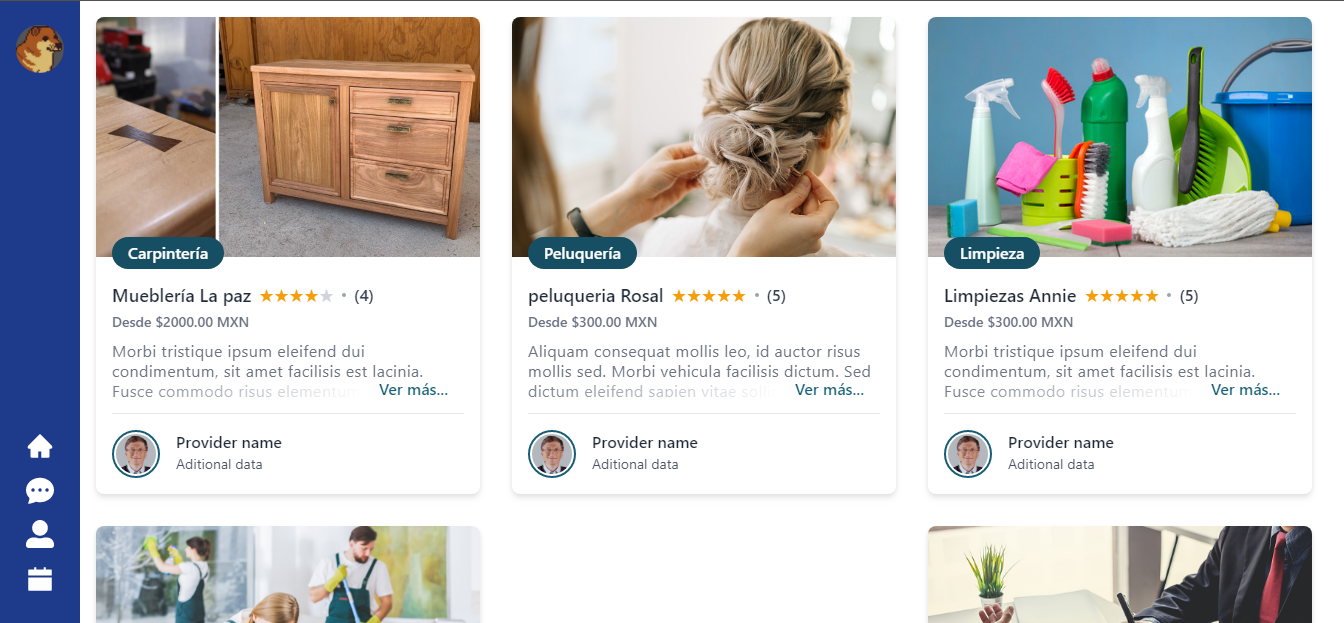 Carpintería
Mueblería La paz • (4)
Desde $2000.00 MXN
Morbi tristique ipsum eleifend dui
condimentum, sit amet facilisis est lacinia.
Fusce commodo risus elementum Ver más...
Provider name
Aditional data
Peluquería
peluqueria Rosal • (5)
Desde $300.00 MXN
Aliquam consequat mollis leo, id auctor risus
mollis sed. Morbi vehicula facilisis dictum. Sed
dictum eleifend sapien vitae Ver más...
Provider name
Aditional data
Limpieza
Limpiezas Annie • (5)
Desde $300.00 MXN
Morbi tristique ipsum eleifend dui
condimentum, sit amet facilisis est lacinia.
Fusce commodo risus elementum Ver más...
Provider name
Aditional data